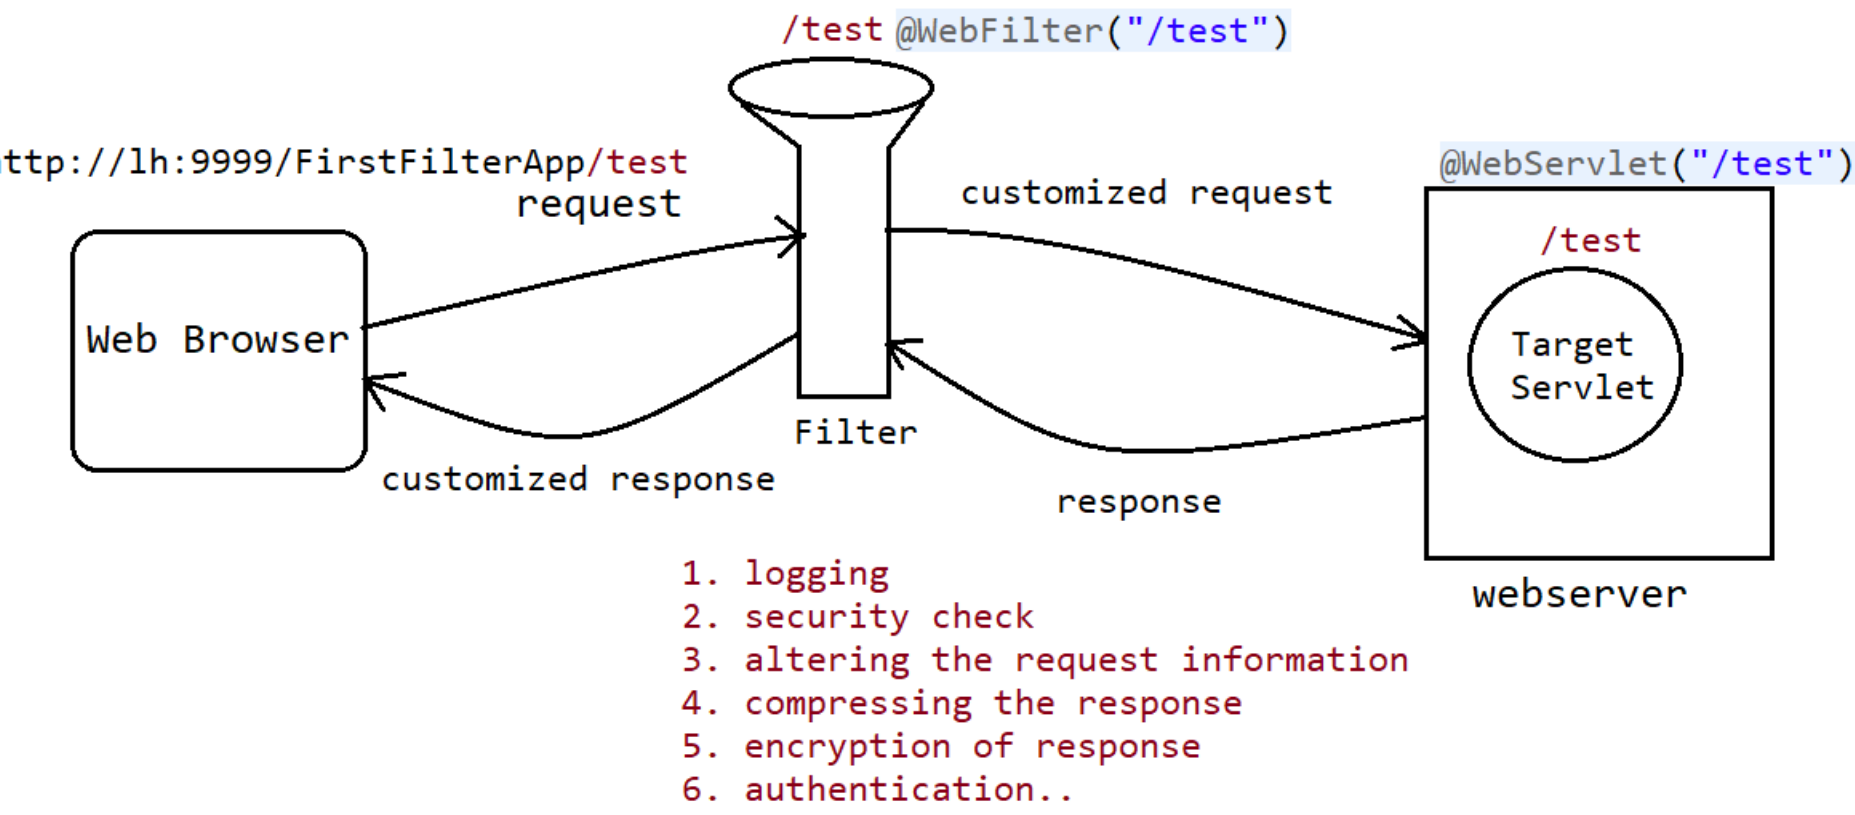 /test @WebFilter("/test")
ttp://lh:9999/FirstFilterApp/test
request
customized request
@WebServlet("/test")
/test
Web Browser
Target
Servlet
Filter
customized response
response
webserver
1. logging
2. security check
3. altering the request information
4. compressing the response
5. encryption of response
6. authentication..